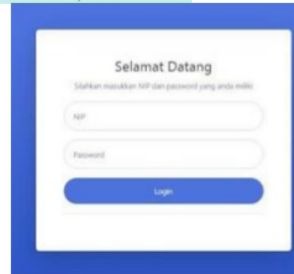 Selamat Datang
Silahkan masukkan NIP dan password yang anda miliki
NIP
Password
Login